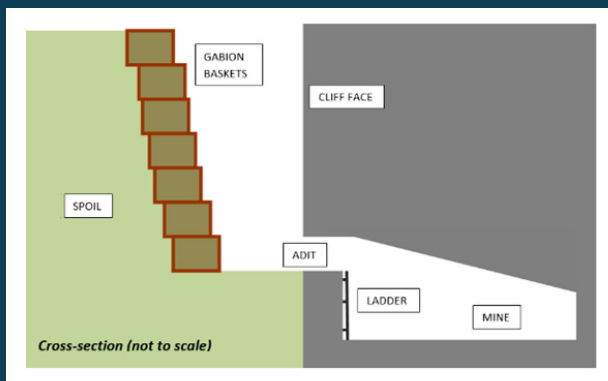 GABION
BASKETS
CLIFF FACE
SPOIL
ADIT
LADDER
MINE
Cross-section (not to scale)